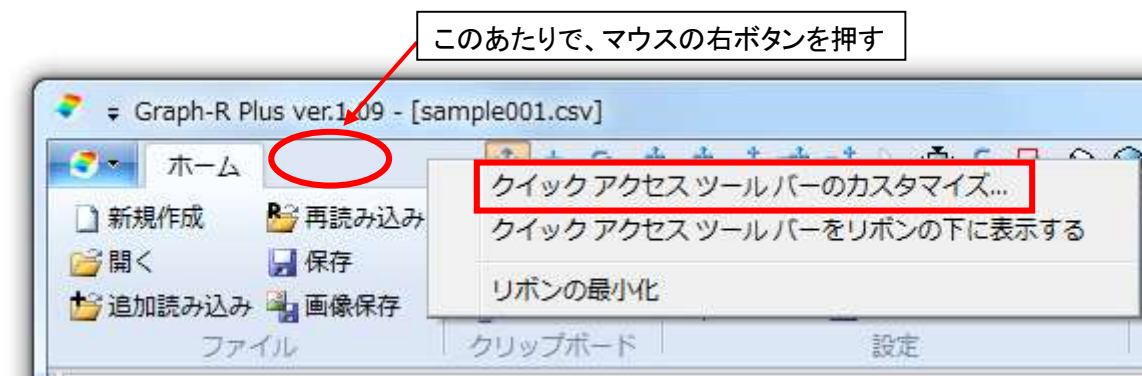 このあたりで、マウスの右ボタンを押す
Graph-R Plus ver.1.09 - [sample001.csv]
ホーム
クイック アクセス ツール バーのカスタマイズ...
新規作成 再読み込み
クイック アクセス ツール バーをリボンの下に表示する
開く 保存
リボンの最小化
追加読み込み 画像保存
ファイル クリップボード 設定